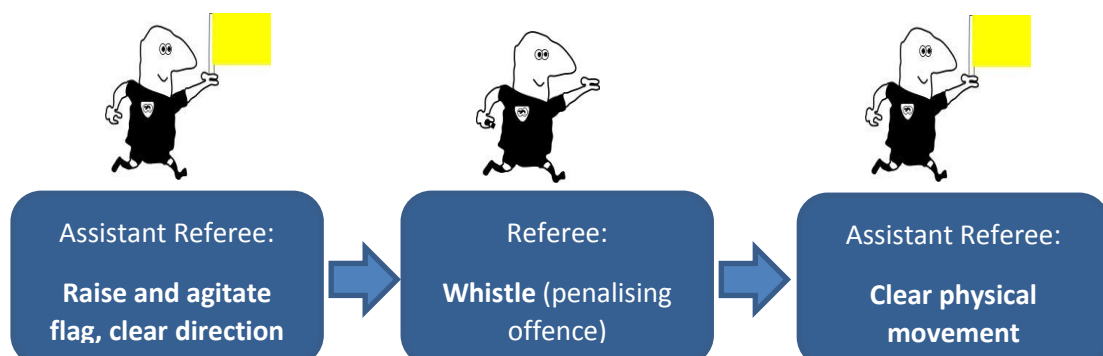 Assistant Referee:
Raise and agitate
flag, clear direction
Referee:
Whistle (penalising
offence)
Assistant Referee:
Clear physical
movement